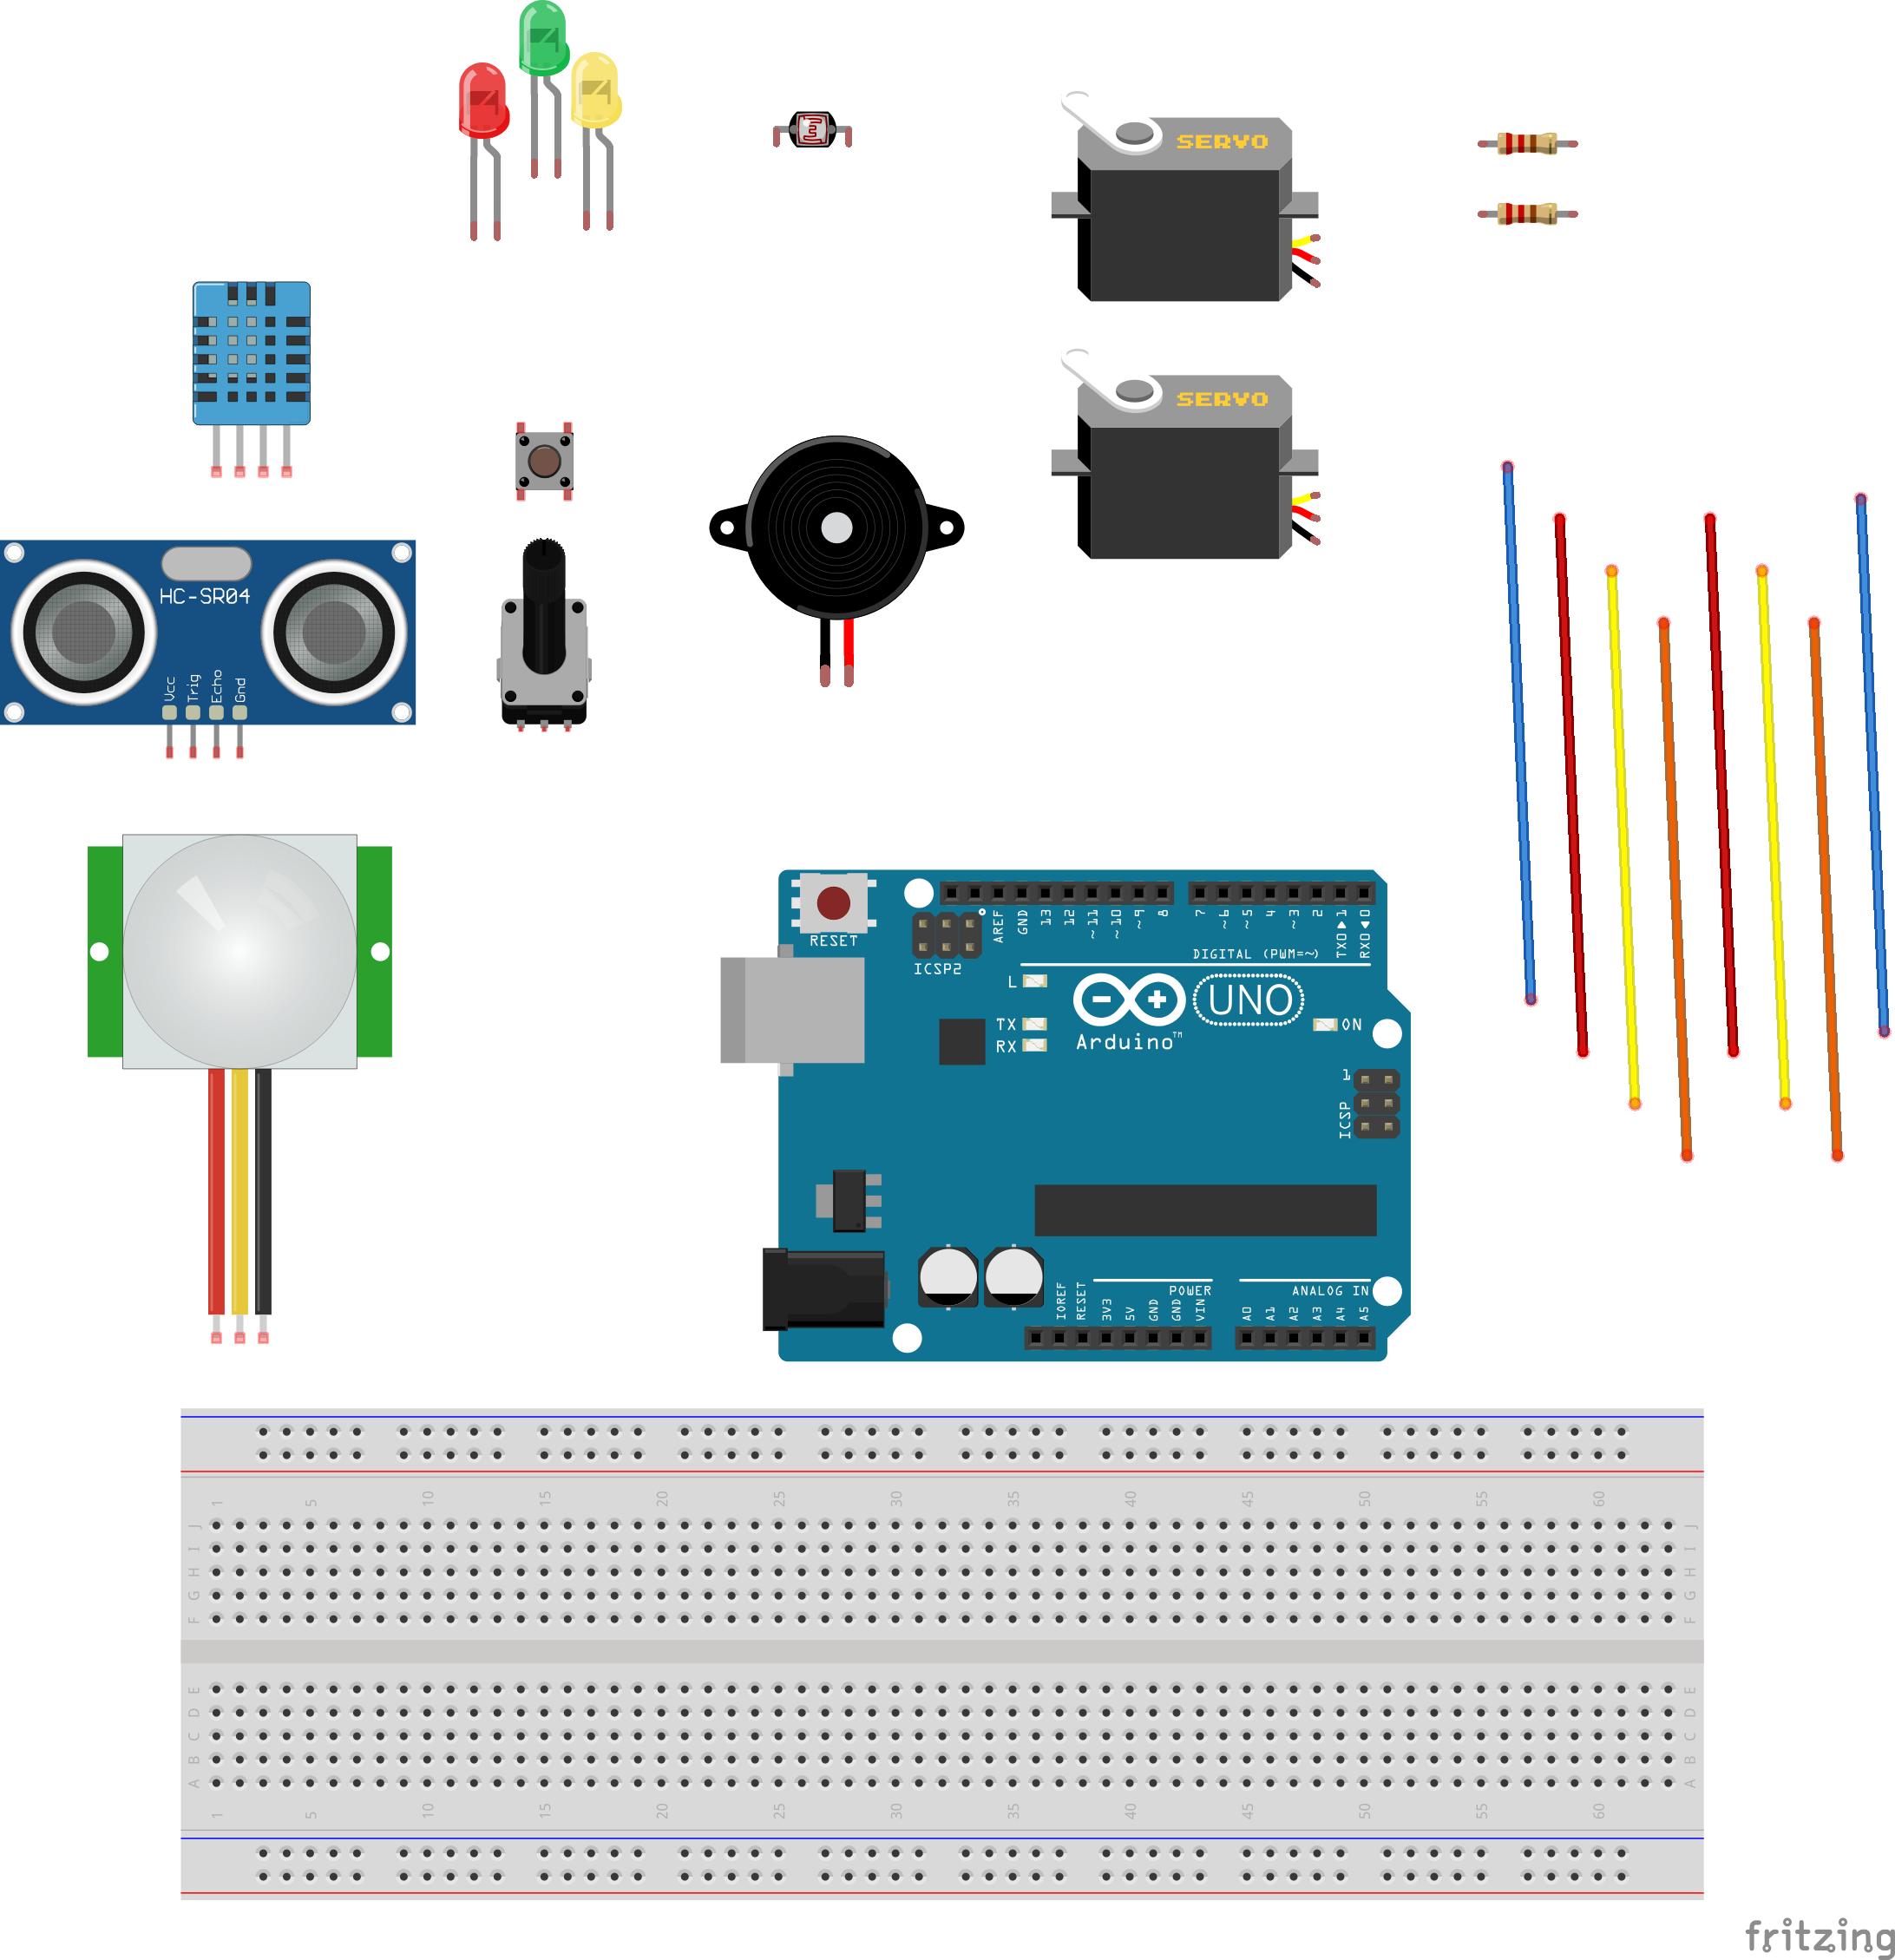 SERVO
SERVO
HC-SR04
Vcc
Trig
Echo
Gnd
RESET
ICSP2
AREF
GND
13
12
~11
~10
~9
8
7
~6
~5
4
~3
2
TX0▶1
RX0◀0
DIGITAL (PWM=~)
L
TX
RX
UNO
Arduino™
ON
1
ICSP
IOREF
RESET
3V3
5V
GND
GND
VIN
POWER
ANALOG IN
A0
A1
A2
A3
A4
A5
1 5 10 15 20 25 30 35 40 45 50 55 60
J J
I I
H H
G G
F F
E E
D D
C C
B B
A A
1 5 10 15 20 25 30 35 40 45 50 55 60
fritzing